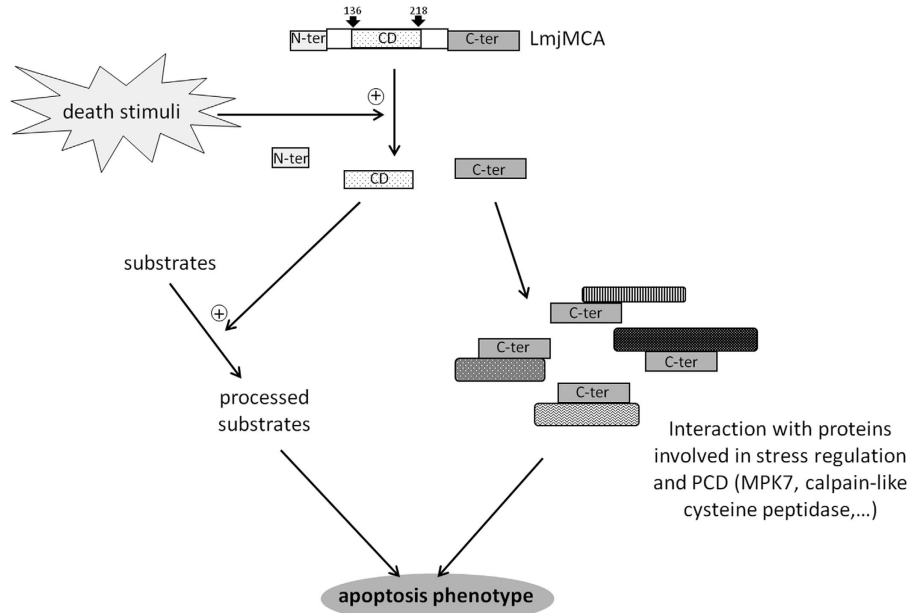 136
218
N-ter
CD
C-ter
LmjMCA
+
death stimuli
N-ter
CD
C-ter
substrates
+
C-ter
C-ter
C-ter
C-ter
processed
substrates
Interaction with proteins
involved in stress regulation
and PCD (MPK7, calpain-like
cysteine peptidase,...)
apoptosis phenotype